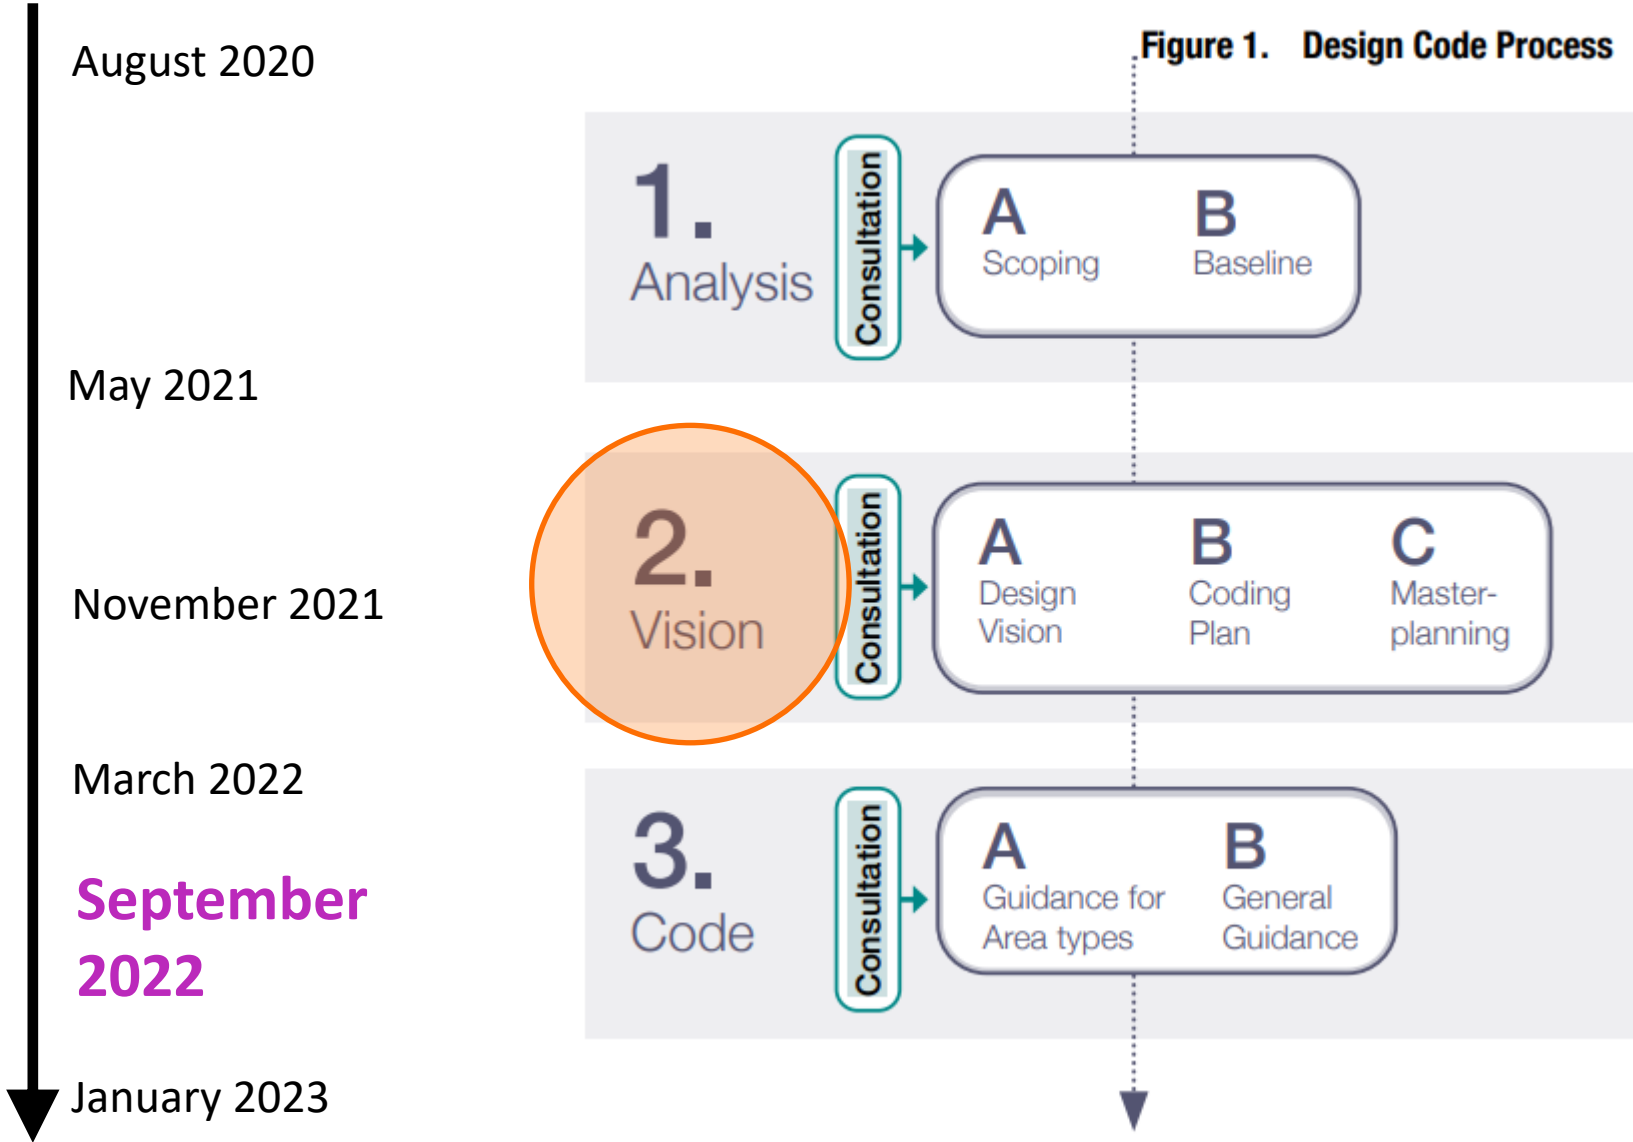 August 2020
May 2021
November 2021
March 2022
September
2022
January 2023
Figure 1. Design Code Process
1.
Analysis
Consultation
A
Scoping
B
Baseline
2.
Vision
Consultation
A
Design
Vision
B
Coding
Plan
C
Master-
planning
3.
Code
Consultation
A
Guidance for
Area types
B
General
Guidance